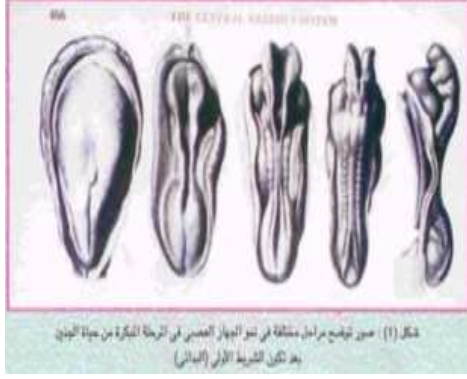 466 THE CENTRAL NERVOUS SYSTEM
شكل (١) : صور توضح مراحل مختلفة في نمو الجهاز العصبي في المرحلة المبكرة من حياة الجنين
بعد تكون الشريط الأولي (البدائي)